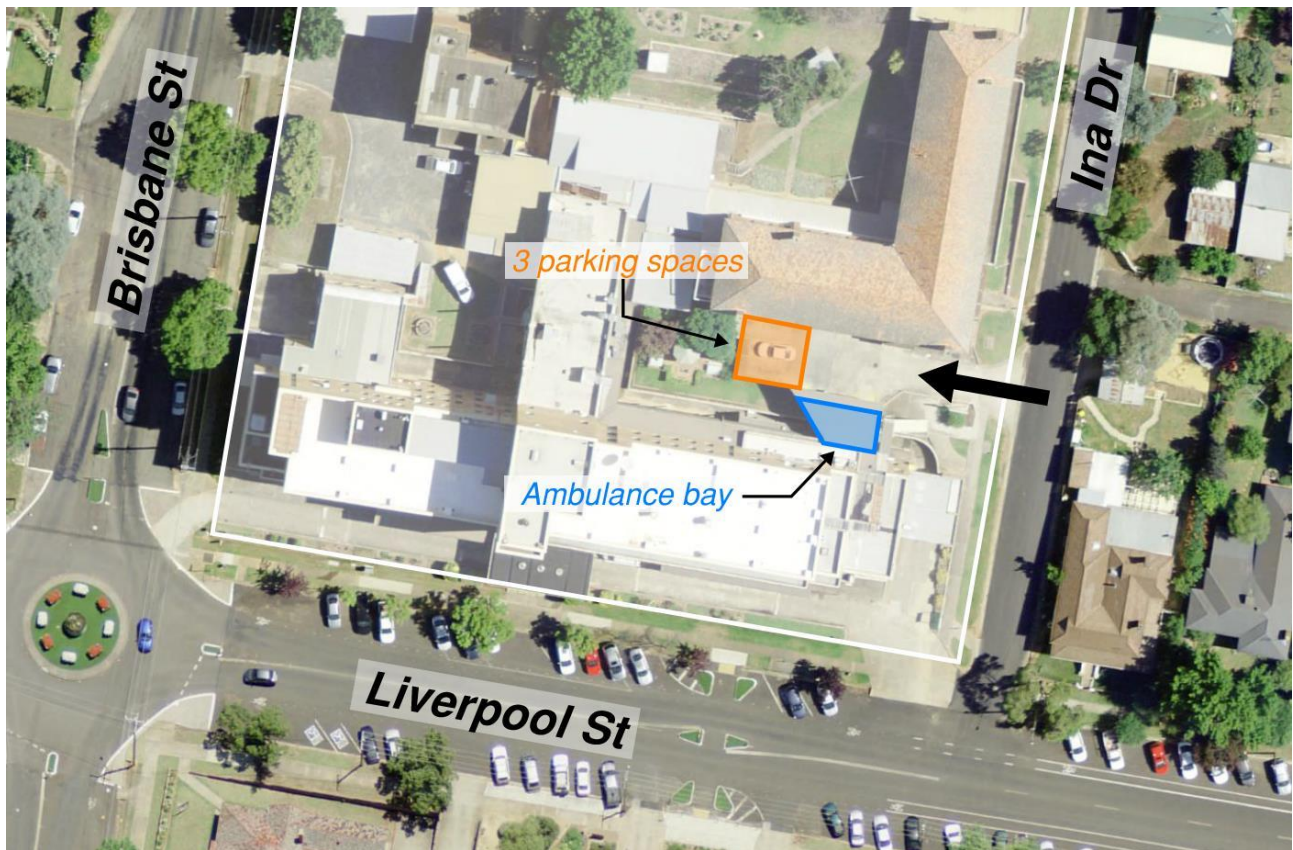 Brisbane St
Ina Dr
3 parking spaces
Ambulance bay
Liverpool St